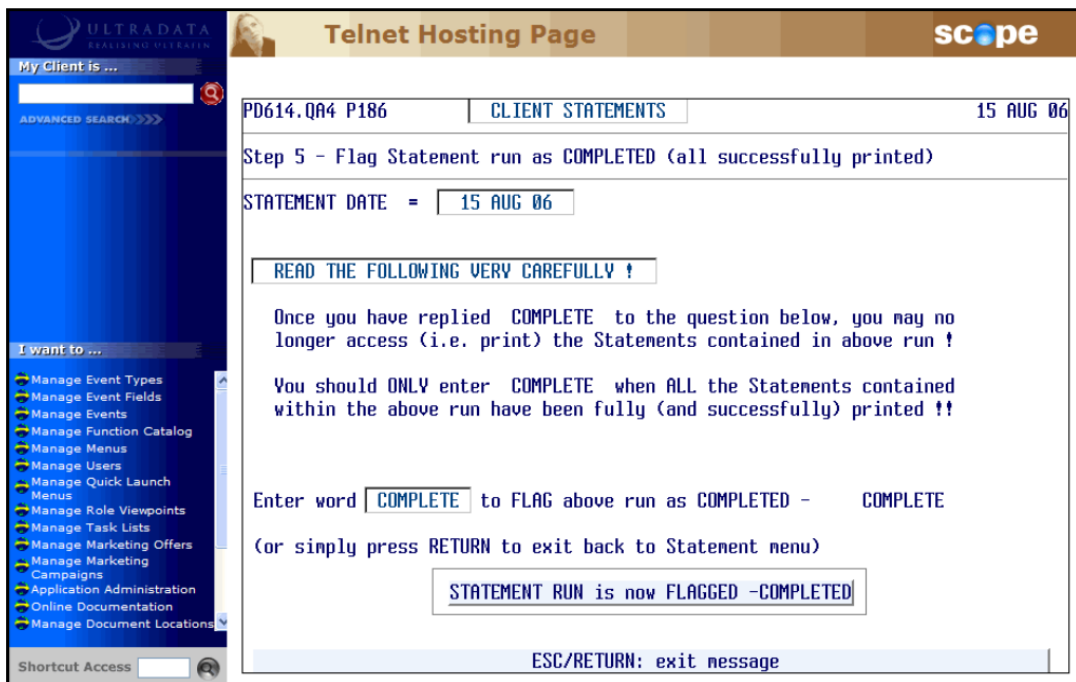 ULTRADATA
REALISING ULTRAFIN
Telnet Hosting Page
scope
My Client is ...
ADVANCED SEARCH >>>
PD614.QA4 P186 CLIENT STATEMENTS 15 AUG 06
Step 5 - Flag Statement run as COMPLETED (all successfully printed)
STATEMENT DATE = 15 AUG 06
READ THE FOLLOWING VERY CAREFULLY !
Once you have replied COMPLETE to the question below, you may no
longer access (i.e. print) the Statements contained in above run !
You should ONLY enter COMPLETE when ALL the Statements contained
within the above run have been fully (and successfully) printed !!
Enter word COMPLETE to FLAG above run as COMPLETED - COMPLETE
(or simply press RETURN to exit back to Statement menu)
STATEMENT RUN is now FLAGGED -COMPLETED
ESC/RETURN: exit message
I want to ...
Manage Event Types
Manage Event Fields
Manage Events
Manage Function Catalog
Manage Menus
Manage Users
Manage Quick Launch
Menus
Manage Role Viewpoints
Manage Task Lists
Manage Marketing Offers
Manage Marketing
Campaigns
Application Administration
Online Documentation
Manage Document Locations
Shortcut Access